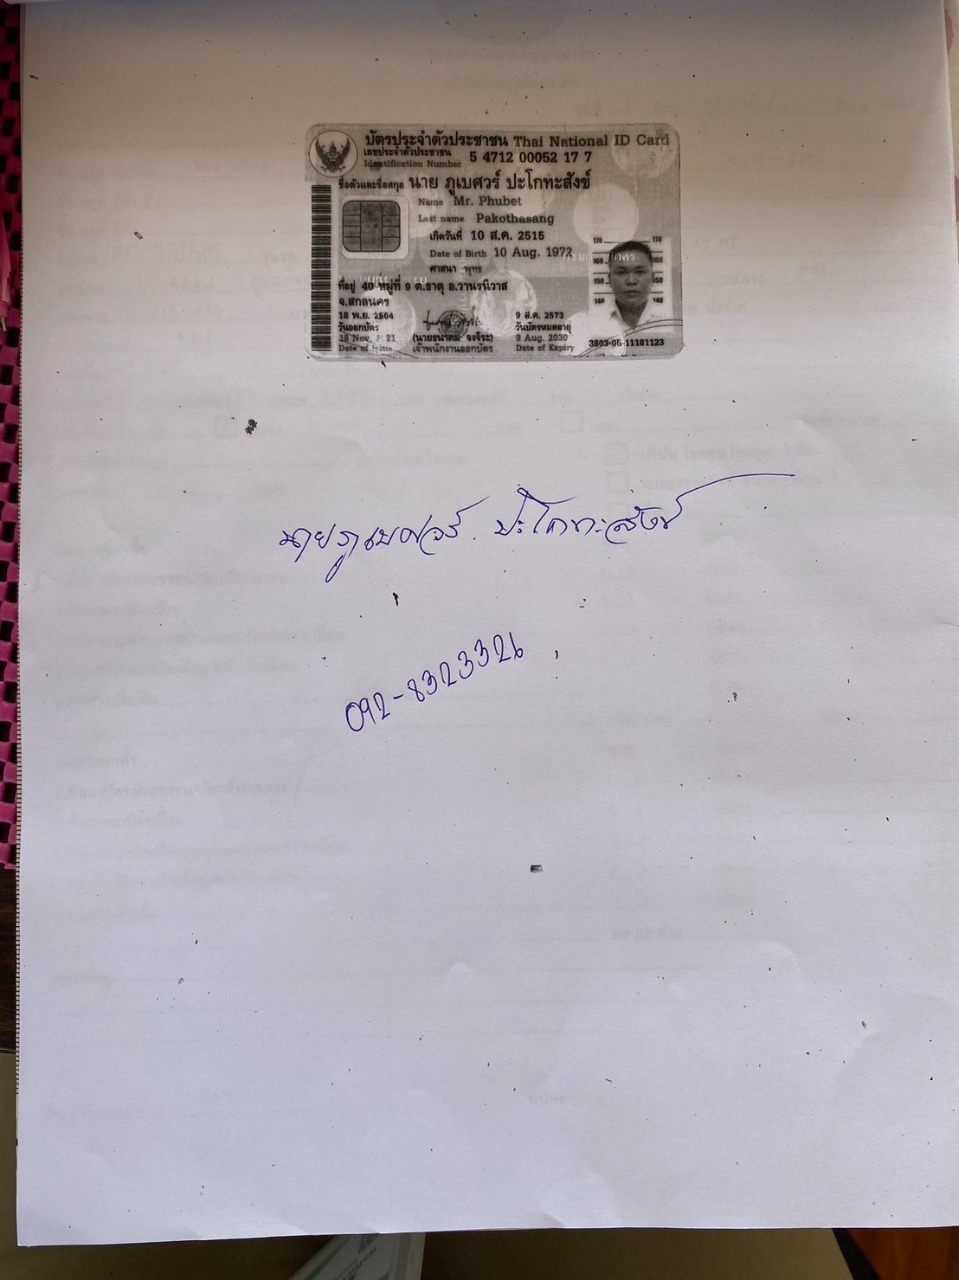 บัตรประจำตัวประชาชน Thai National ID Card
เลขประจำตัวประชาชน
Identification Number 5 4712 00052 17 7
ชื่อตัวและชื่อสกุล นาย ภูเบศวร์ ปะโกทะสังข์
Name Mr. Phubet
Last name Pakothasang
เกิดวันที่ 10 ส.ค. 2515
Date of Birth 10 Aug. 1972
ศาสนา พุทธ
ที่อยู่ 40 หมู่ที่ 9 ต.ธาตุ อ.วานรนิวาส
จ.สกลนคร
18 พ.ย. 2564
วันออกบัตร
18 Nov.
Date of Issue
เจ้าพนักงานออกบัตร
9 ส.ค. 2573
วันบัตรหมดอายุ
9 Aug. 2030
Date of Expiry
170 170
160 160
150 150
140 140
3803-05-11181123
นายภูเบศวร์ ปะโกทะสังข์
092-8323326